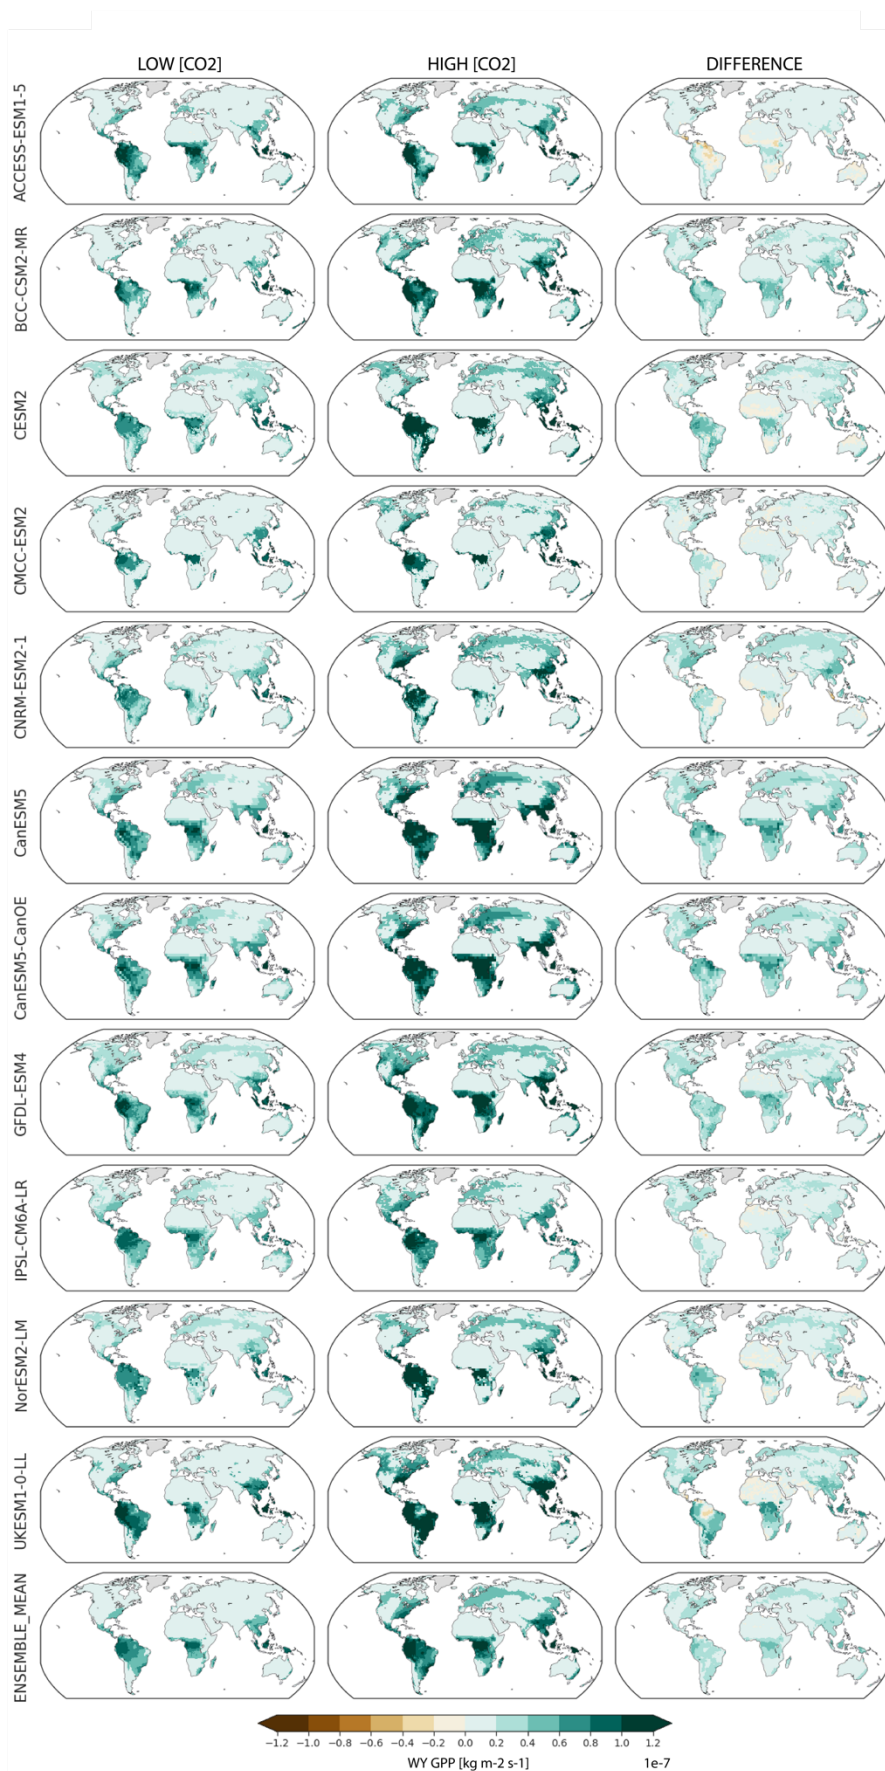 LOW [CO2] HIGH [CO2] DIFFERENCE
ACCESS-ESM1-5
BCC-CSM2-MR
CESM2
CMCC-ESM2
CNRM-ESM2-1
CanESM5
CanESM5-CanOE
GFDL-ESM4
IPSL-CM6A-LR
NorESM2-LM
UKESM1-0-LL
ENSEMBLE_MEAN
−1.2 −1.0 −0.8 −0.6 −0.4 −0.2 0.0 0.2 0.4 0.6 0.8 1.0 1.2
WY GPP [kg m-2 s-1] 1e-7